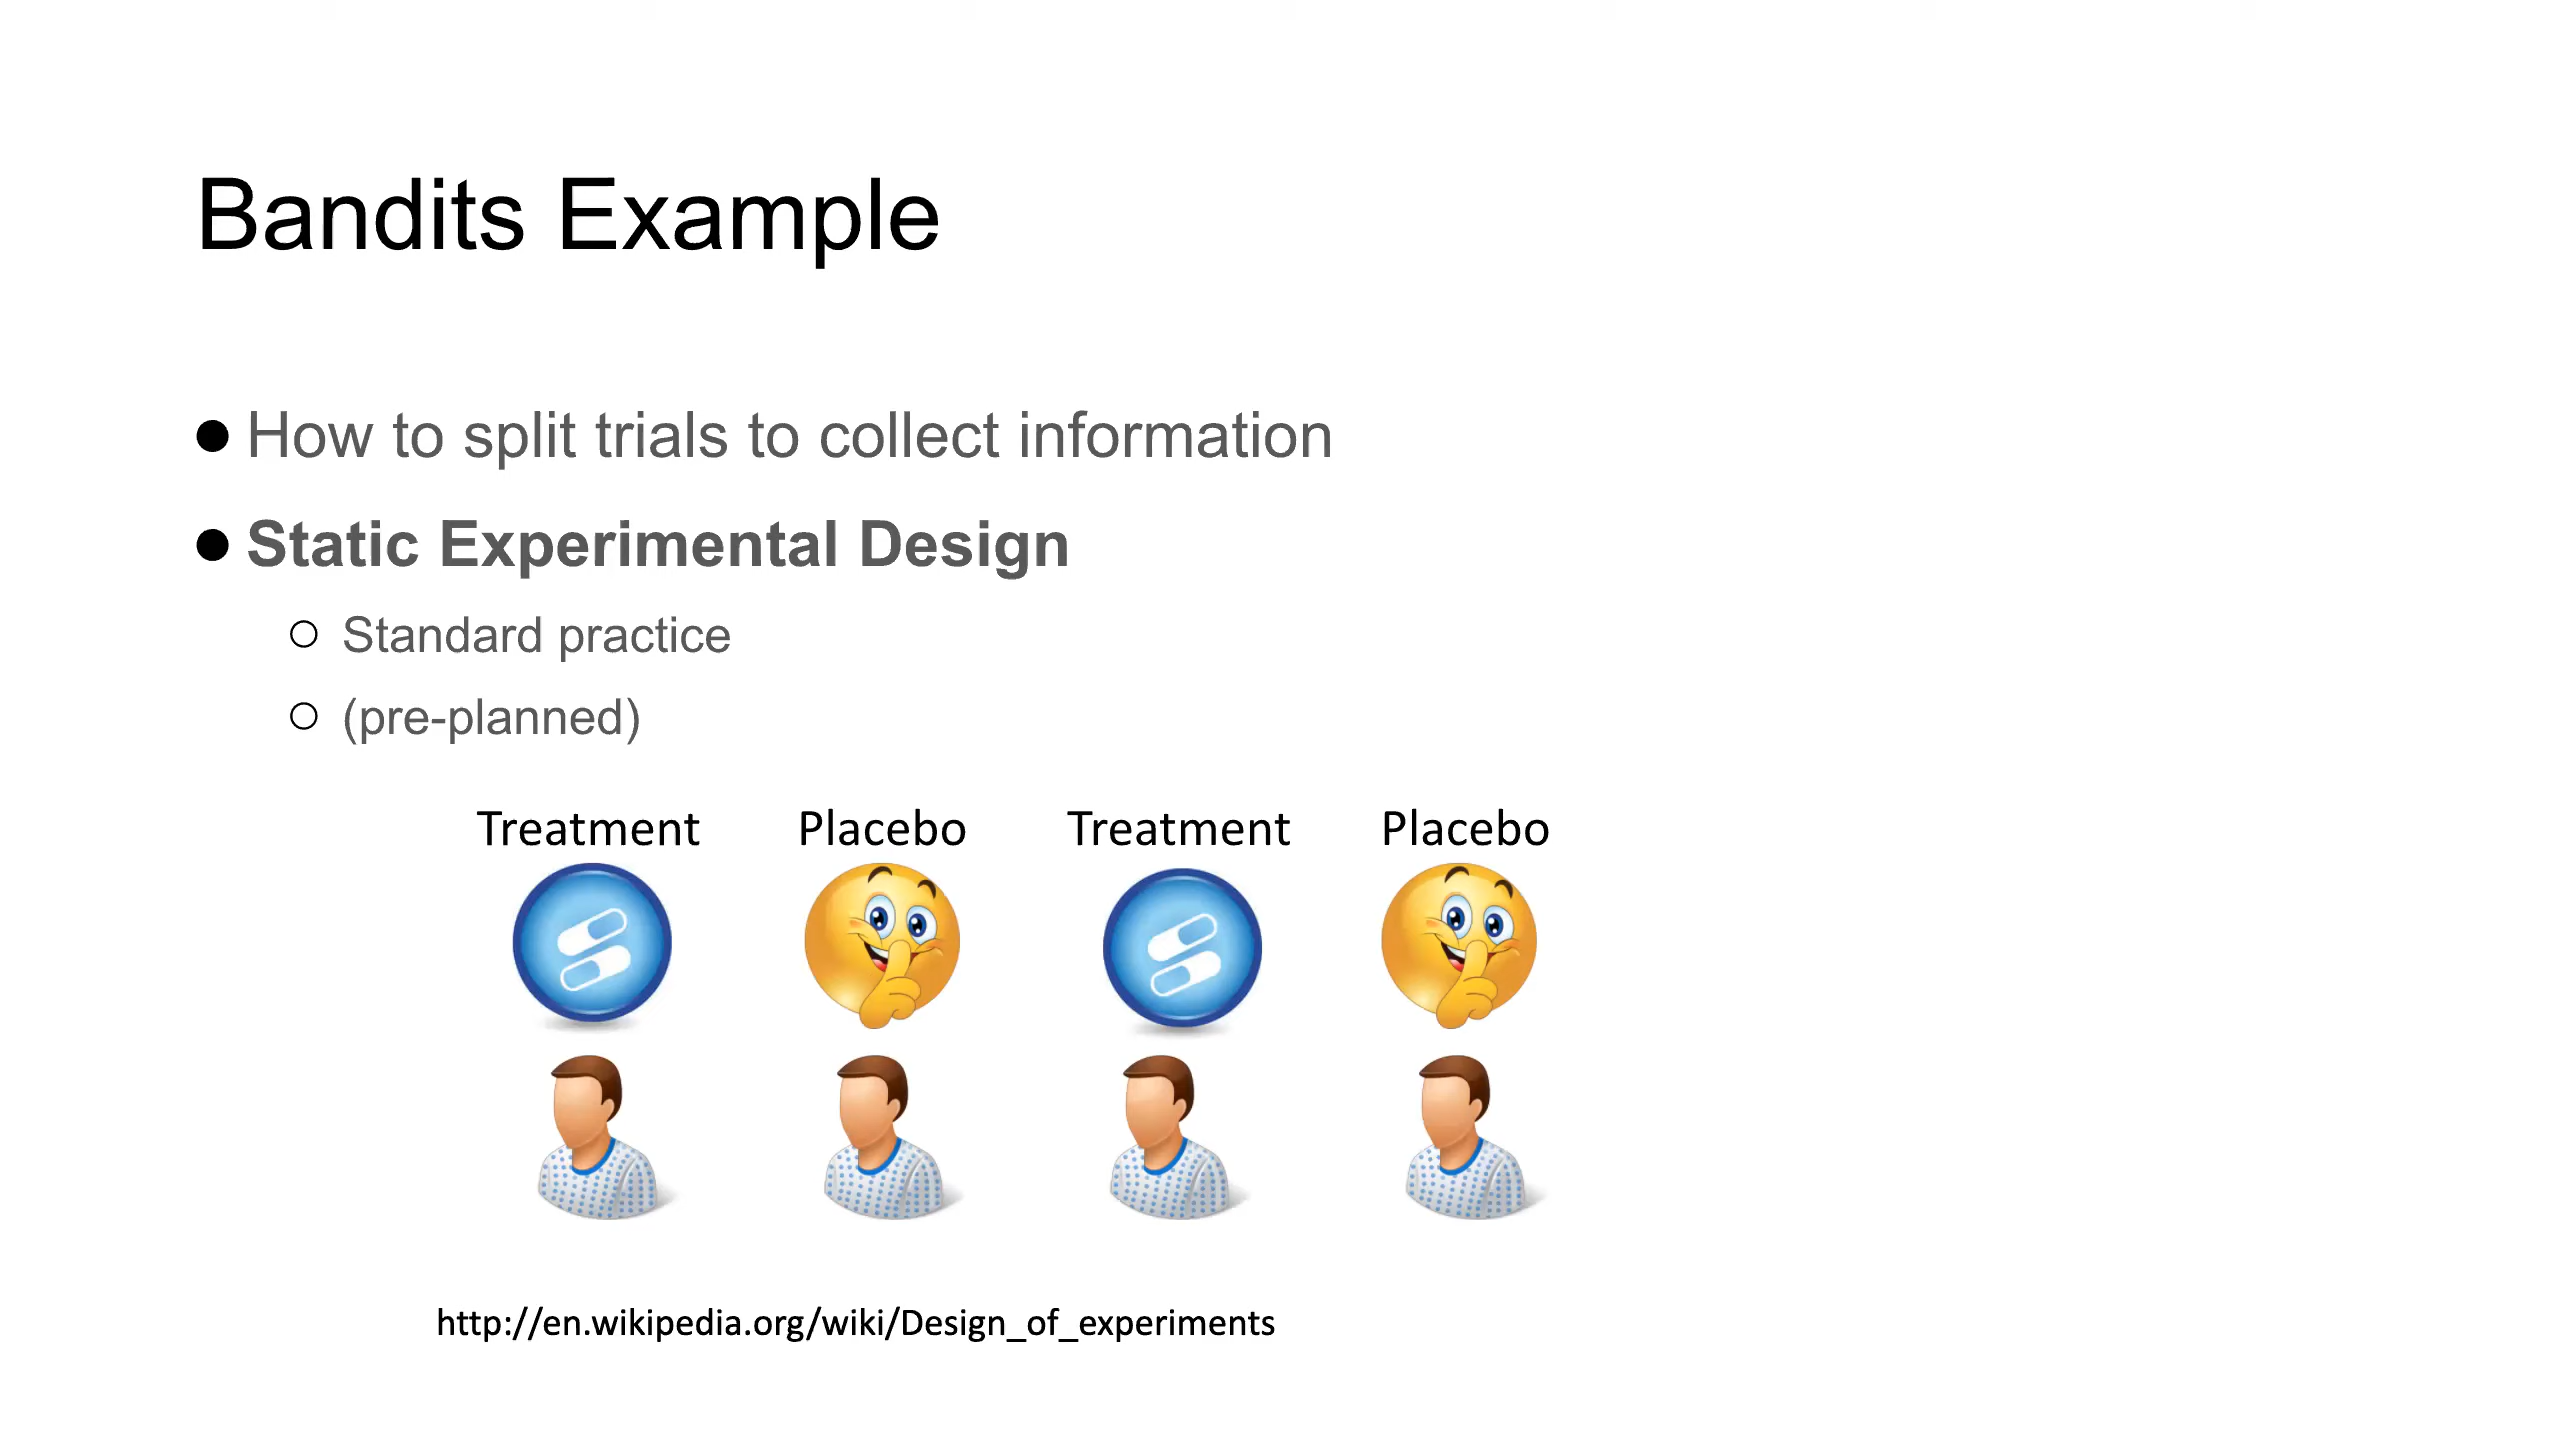 Bandits Example
How to split trials to collect information
Static Experimental Design
Standard practice
(pre-planned)
Treatment Placebo Treatment Placebo
http://en.wikipedia.org/wiki/Design_of_experiments